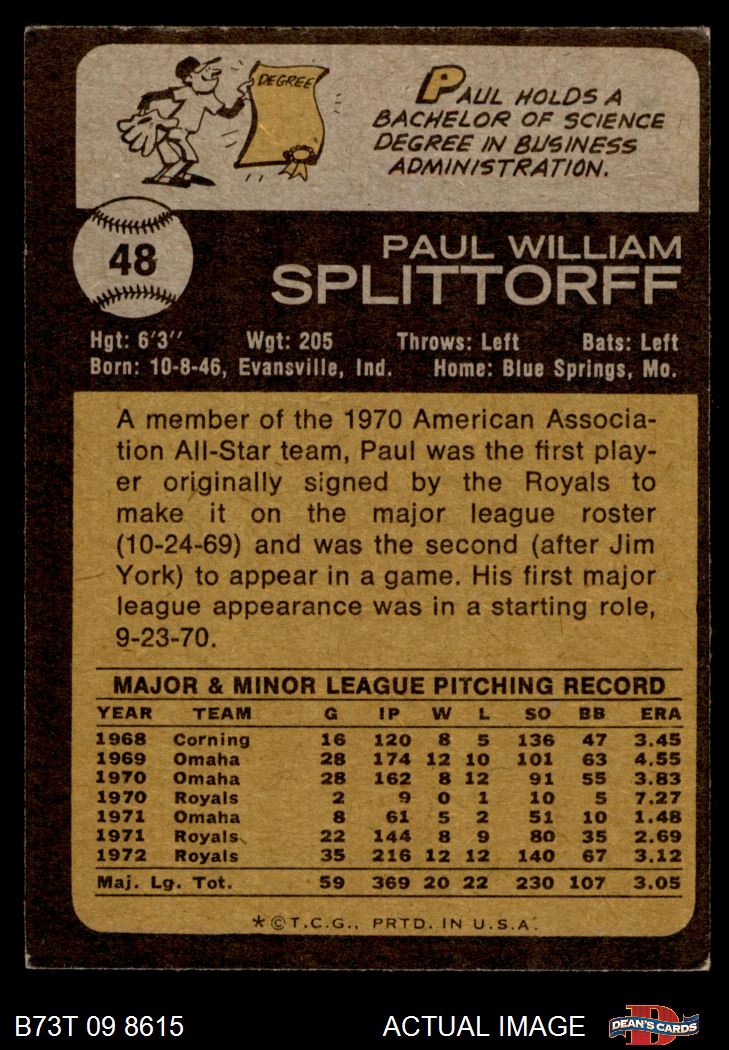 DEGREE
PAUL HOLDS A
BACHELOR OF SCIENCE
DEGREE IN BUSINESS
ADMINISTRATION.
48
PAUL WILLIAM
SPLITTORFF
Hgt: 6'3" Wgt: 205 Throws: Left Bats: Left
Born: 10-8-46, Evansville, Ind. Home: Blue Springs, Mo.
A member of the 1970 American Associa-
tion All-Star team, Paul was the first play-
er originally signed by the Royals to
make it on the major league roster
(10-24-69) and was the second (after Jim
York) to appear in a game. His first major
league appearance was in a starting role,
9-23-70.
MAJOR & MINOR LEAGUE PITCHING RECORD
YEAR TEAM G IP W L SO BB ERA
1968 Corning 16 120 8 5 136 47 3.45
1969 Omaha 28 174 12 10 101 63 4.55
1970 Omaha 28 162 8 12 91 55 3.83
1970 Royals 2 9 0 1 10 5 7.27
1971 Omaha 8 61 5 2 51 10 1.48
1971 Royals 22 144 8 9 80 35 2.69
1972 Royals 35 216 12 12 140 67 3.12
Maj. Lg. Tot. 59 369 20 22 230 107 3.05
*©T.C.G., PRTD. IN U.S.A.
B73T 09 8615 ACTUAL IMAGE DEAN'S CARDS